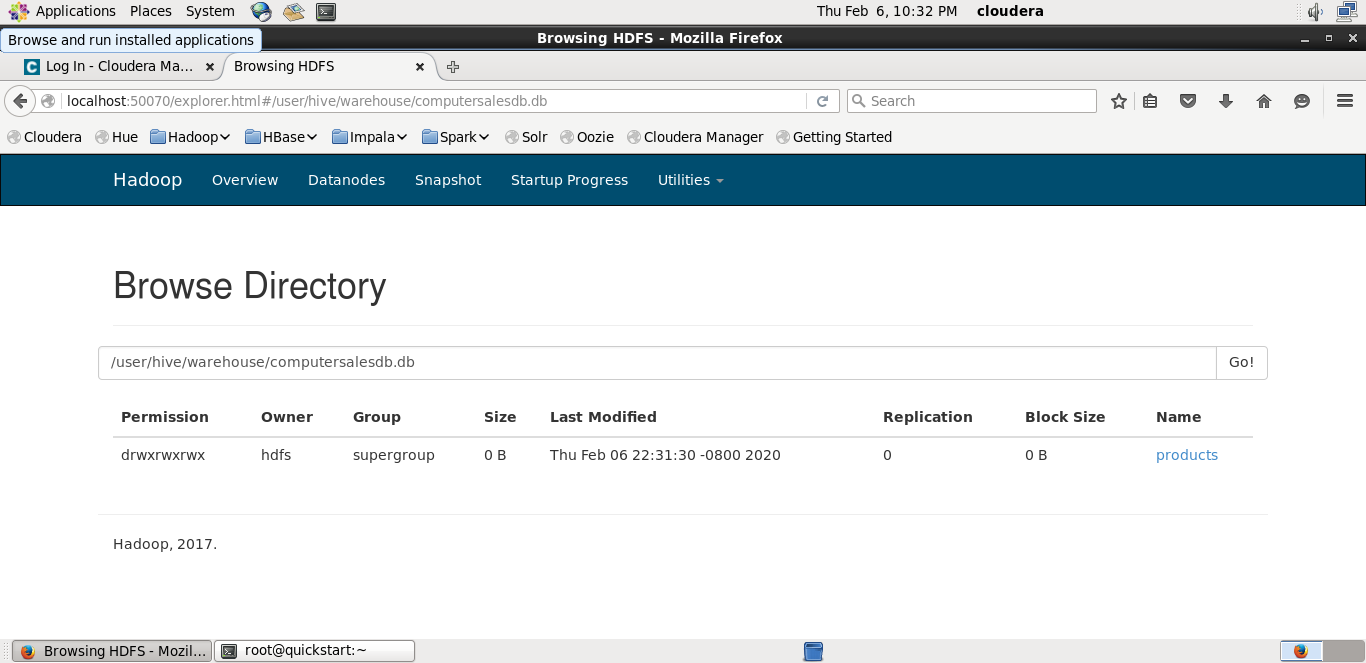 Applications Places System Thu Feb 6, 10:32 PM cloudera
Browse and run installed applications
Browsing HDFS - Mozilla Firefox
Log In - Cloudera Ma... Browsing HDFS
localhost:50070/explorer.html#/user/hive/warehouse/computersalesdb.db Search
Cloudera Hue Hadoop HBase Impala Spark Solr Oozie Cloudera Manager Getting Started
Hadoop Overview Datanodes Snapshot Startup Progress Utilities
Browse Directory
/user/hive/warehouse/computersalesdb.db Go!
Permission Owner Group Size Last Modified Replication Block Size Name
drwxrwxrwx hdfs supergroup 0 B Thu Feb 06 22:31:30 -0800 2020 0 0 B products
Hadoop, 2017.
Browsing HDFS - Mozil... root@quickstart:~